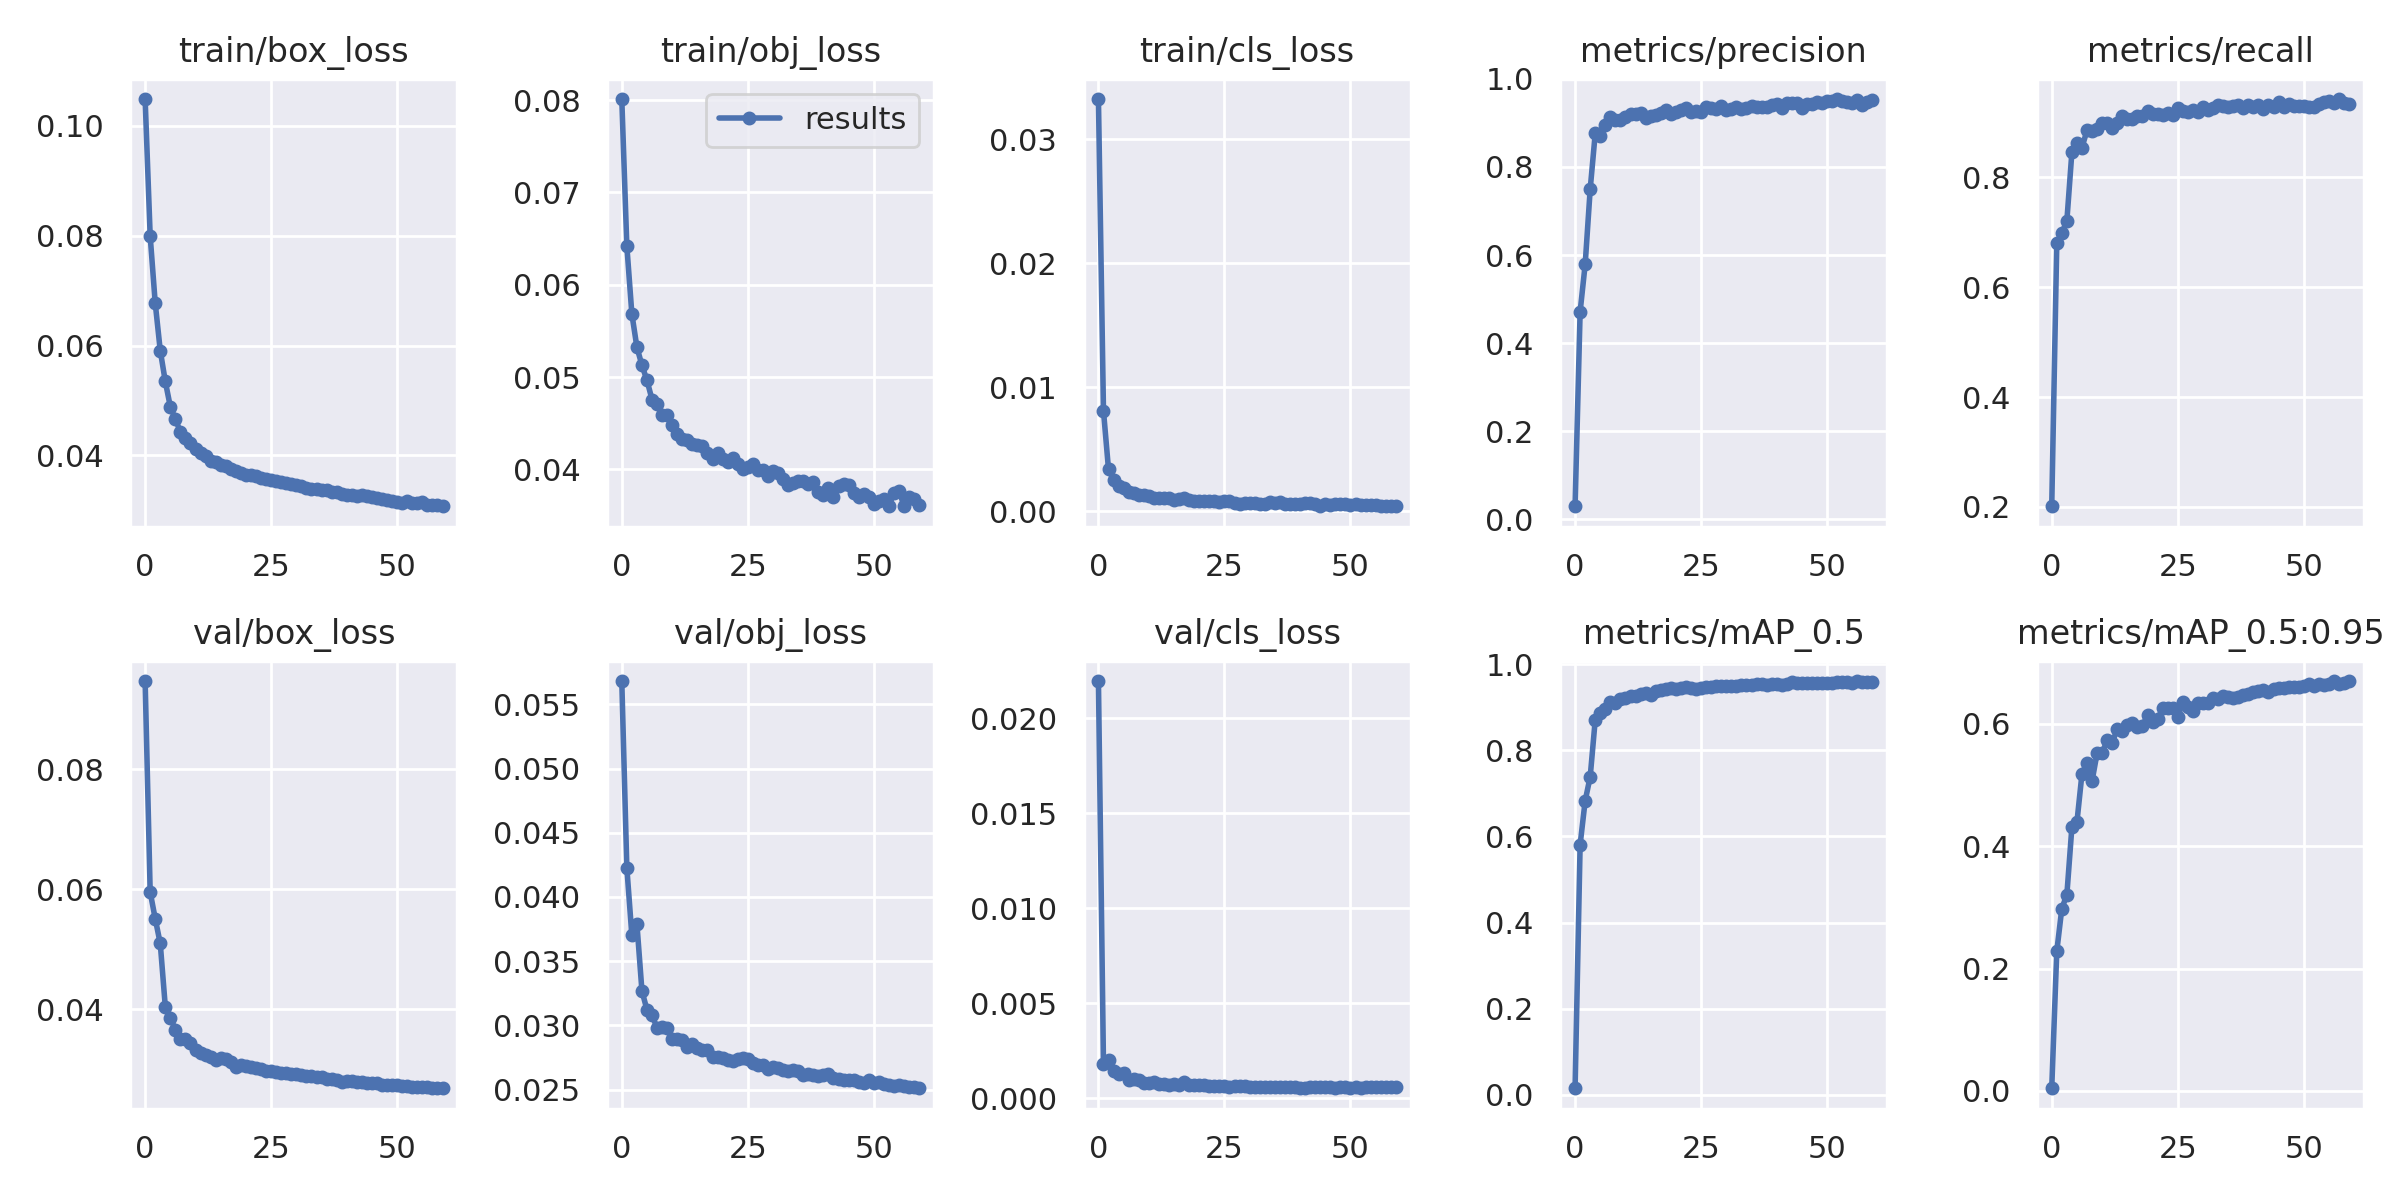 train/box_loss
train/obj_loss
train/cls_loss
metrics/precision
metrics/recall
0.10
0.08
0.06
0.04
0 25 50
results
0.08
0.07
0.06
0.05
0.04
0 25 50
0.03
0.02
0.01
0.00
0 25 50
1.0
0.8
0.6
0.4
0.2
0.0
0 25 50
0.8
0.6
0.4
0.2
0 25 50
val/box_loss
val/obj_loss
val/cls_loss
metrics/mAP_0.5
metrics/mAP_0.5:0.95
0.08
0.06
0.04
0 25 50
0.055
0.050
0.045
0.040
0.035
0.030
0.025
0 25 50
0.020
0.015
0.010
0.005
0.000
0 25 50
1.0
0.8
0.6
0.4
0.2
0.0
0 25 50
0.6
0.4
0.2
0.0
0 25 50